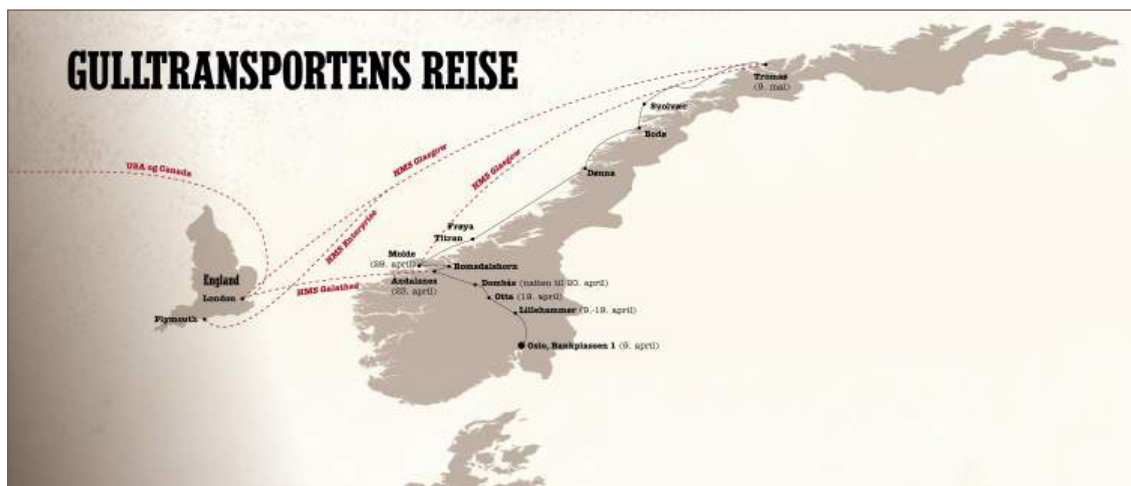 GULLTRANSPORTENS REISE
Tromsø
(9. mai)
Svolvær
Bodø
HMS Glasgow
HMS Glasgow
USA og Canada
Dønna
HMS Enterprise
Frøya
Titran
Molde
(29. april)
Romsdalshorn
England
Åndalsnes
(23. april)
Dombås (natten til 20. april)
HMS Galathea
London
Otta (19. april)
Plymouth
Lillehammer (9.-19. april)
Oslo, Bankplassen 1 (9. april)